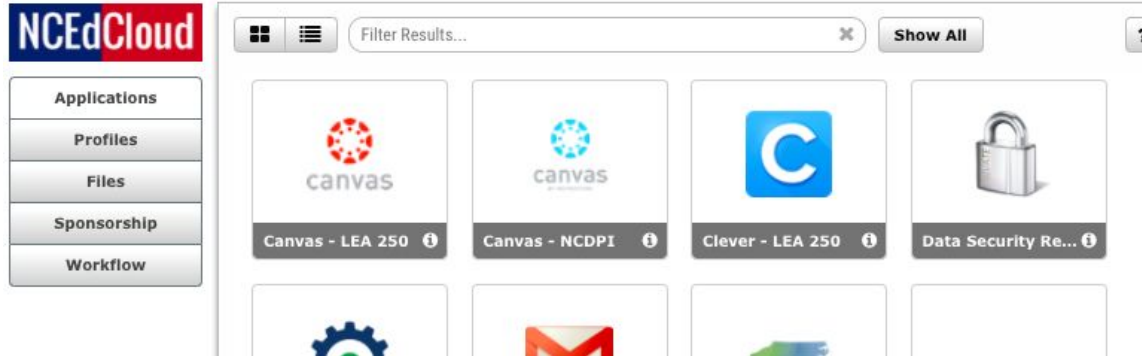 NCEdCloud
Applications
Profiles
Files
Sponsorship
Workflow
Filter Results...
Show All
?
canvas
Canvas - LEA 250
canvas
Canvas - NCDPI
C
Clever - LEA 250
Data Security Re...